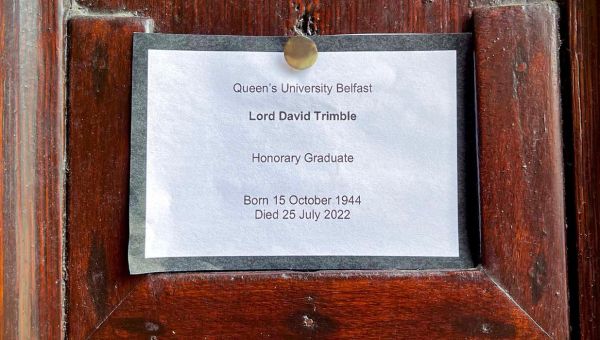 Queen's University Belfast
Lord David Trimble
Honorary Graduate
Born 15 October 1944
Died 25 July 2022